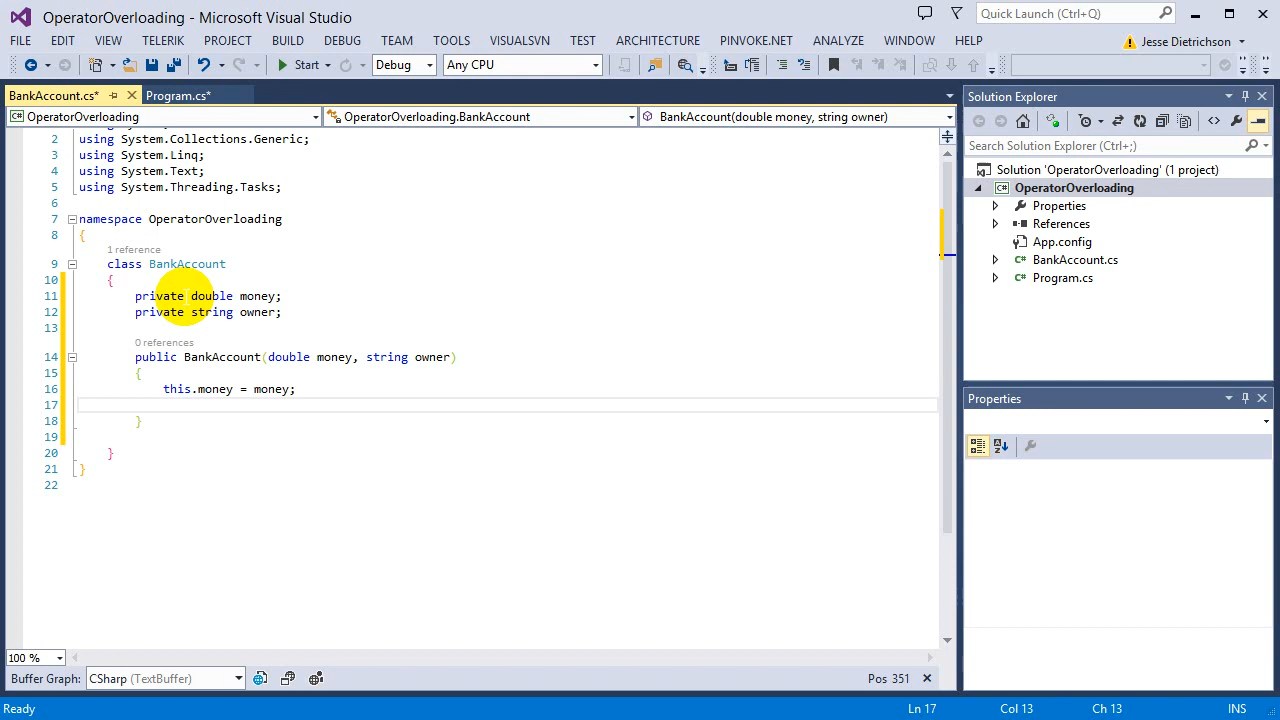 OperatorOverloading - Microsoft Visual Studio
Quick Launch (Ctrl+Q)
FILE EDIT VIEW TELERIK PROJECT BUILD DEBUG TEAM TOOLS VISUALSVN TEST ARCHITECTURE PINVOKE.NET ANALYZE WINDOW HELP
Jesse Dietrichson
Start Debug Any CPU
BankAccount.cs* Program.cs*
OperatorOverloading OperatorOverloading.BankAccount BankAccount(double money, string owner)
2 using System.Collections.Generic;
3 using System.Linq;
4 using System.Text;
5 using System.Threading.Tasks;
6
7 namespace OperatorOverloading
8 {
1 reference
9 class BankAccount
10 {
11 private double money;
12 private string owner;
13
0 references
14 public BankAccount(double money, string owner)
15 {
16 this.money = money;
17
18 }
19
20 }
21 }
22
100 %
Buffer Graph: CSharp (TextBuffer) Pos 351
Solution Explorer
Search Solution Explorer (Ctrl+;)
Solution 'OperatorOverloading' (1 project)
C# OperatorOverloading
Properties
References
App.config
C# BankAccount.cs
C# Program.cs
Properties
Ready Ln 17 Col 13 Ch 13 INS